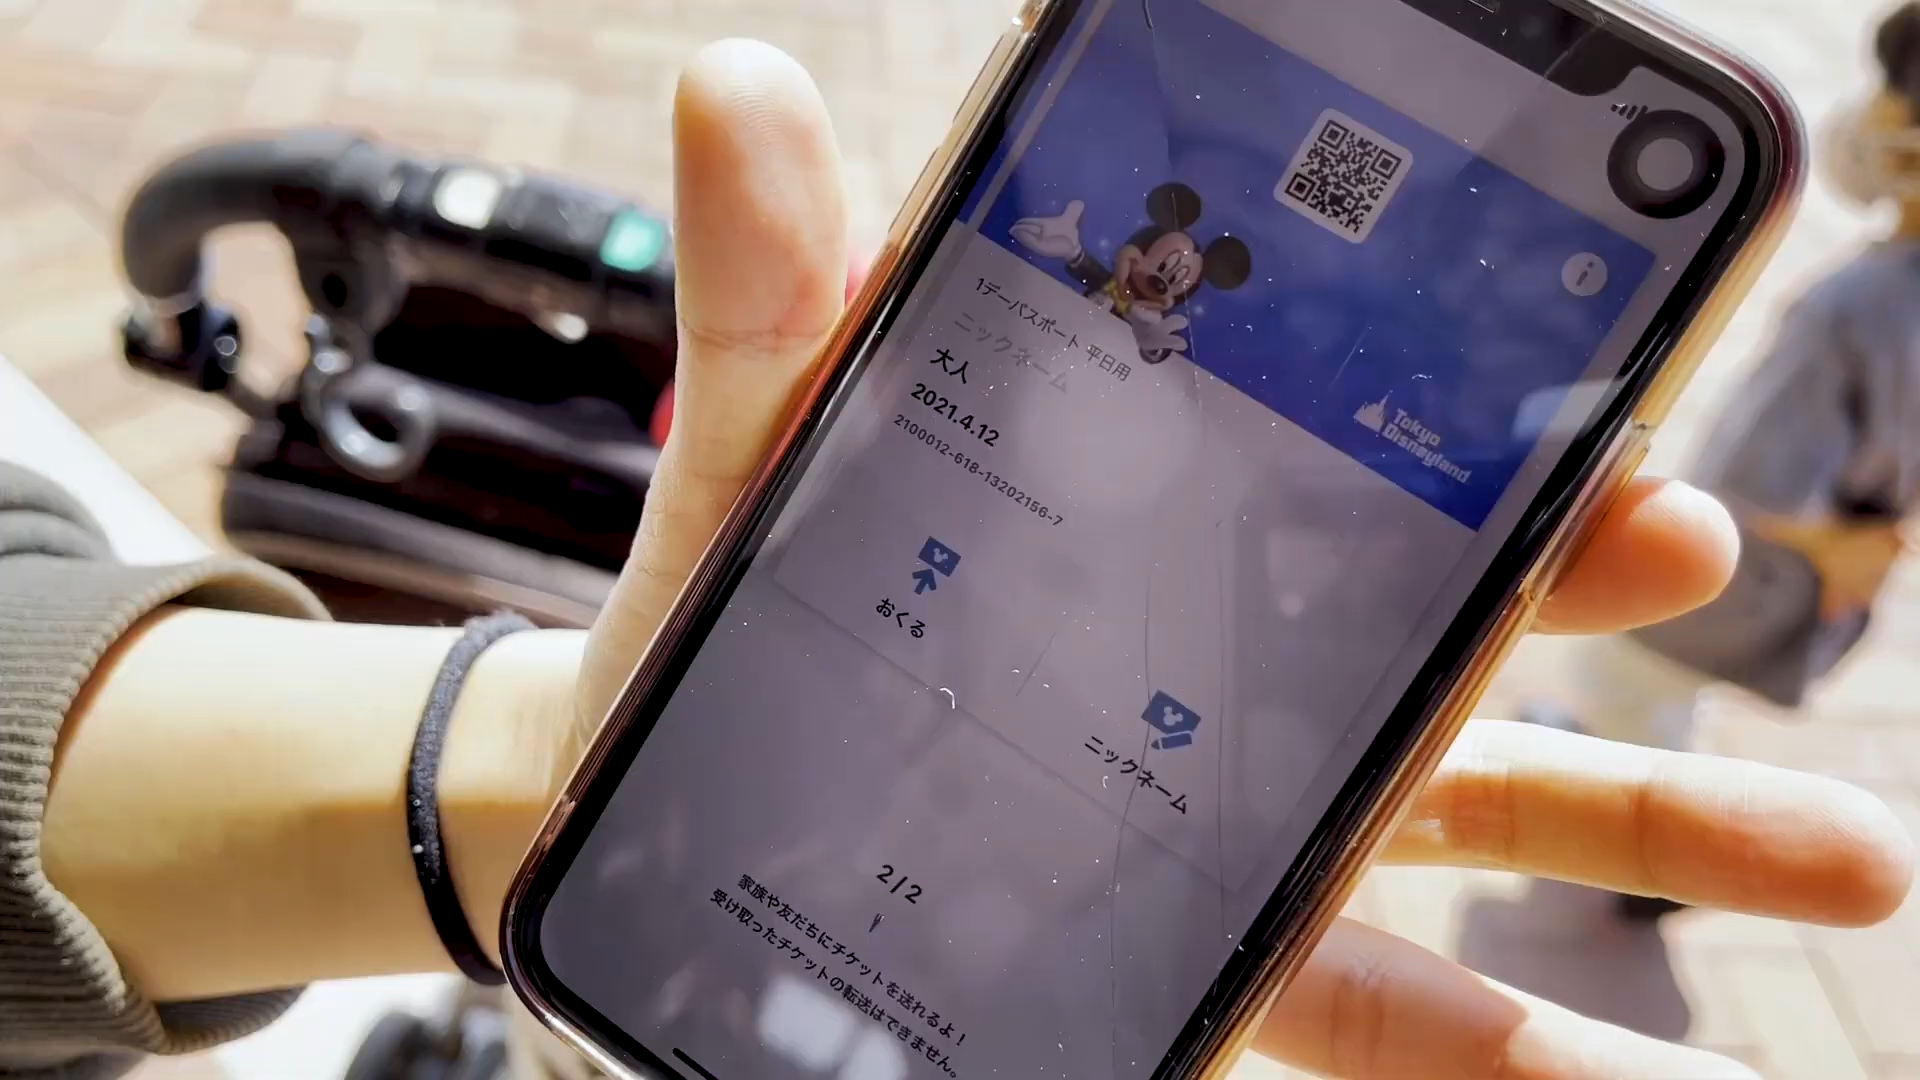 Tokyo
Disneyland
1デーパスポート 平日用
ニックネーム
大人
2021.4.12
2100012-618-13202156-7
おくる
ニックネーム
2/2
家族や友だちにチケットを送れるよ!
受け取ったチケットの転送はできません。